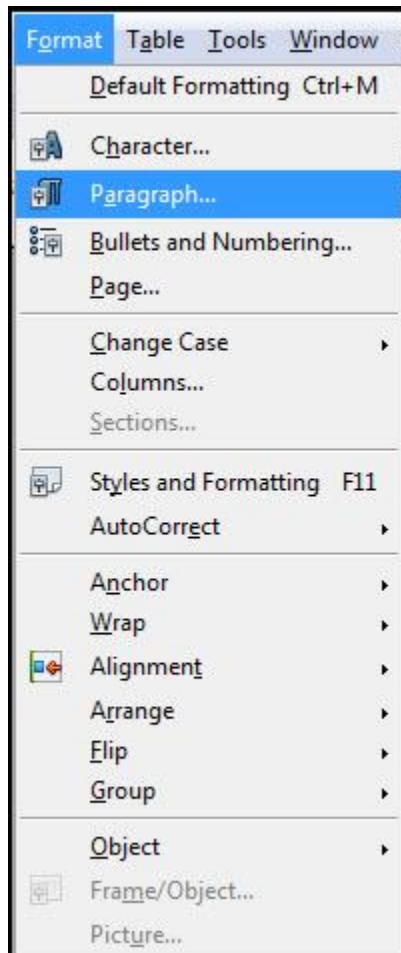 Format Table Tools Window
Default Formatting Ctrl+M
Character...
Paragraph...
Bullets and Numbering...
Page...
Change Case
Columns...
Sections...
Styles and Formatting F11
AutoCorrect
Anchor
Wrap
Alignment
Arrange
Flip
Group
Object
Frame/Object...
Picture...